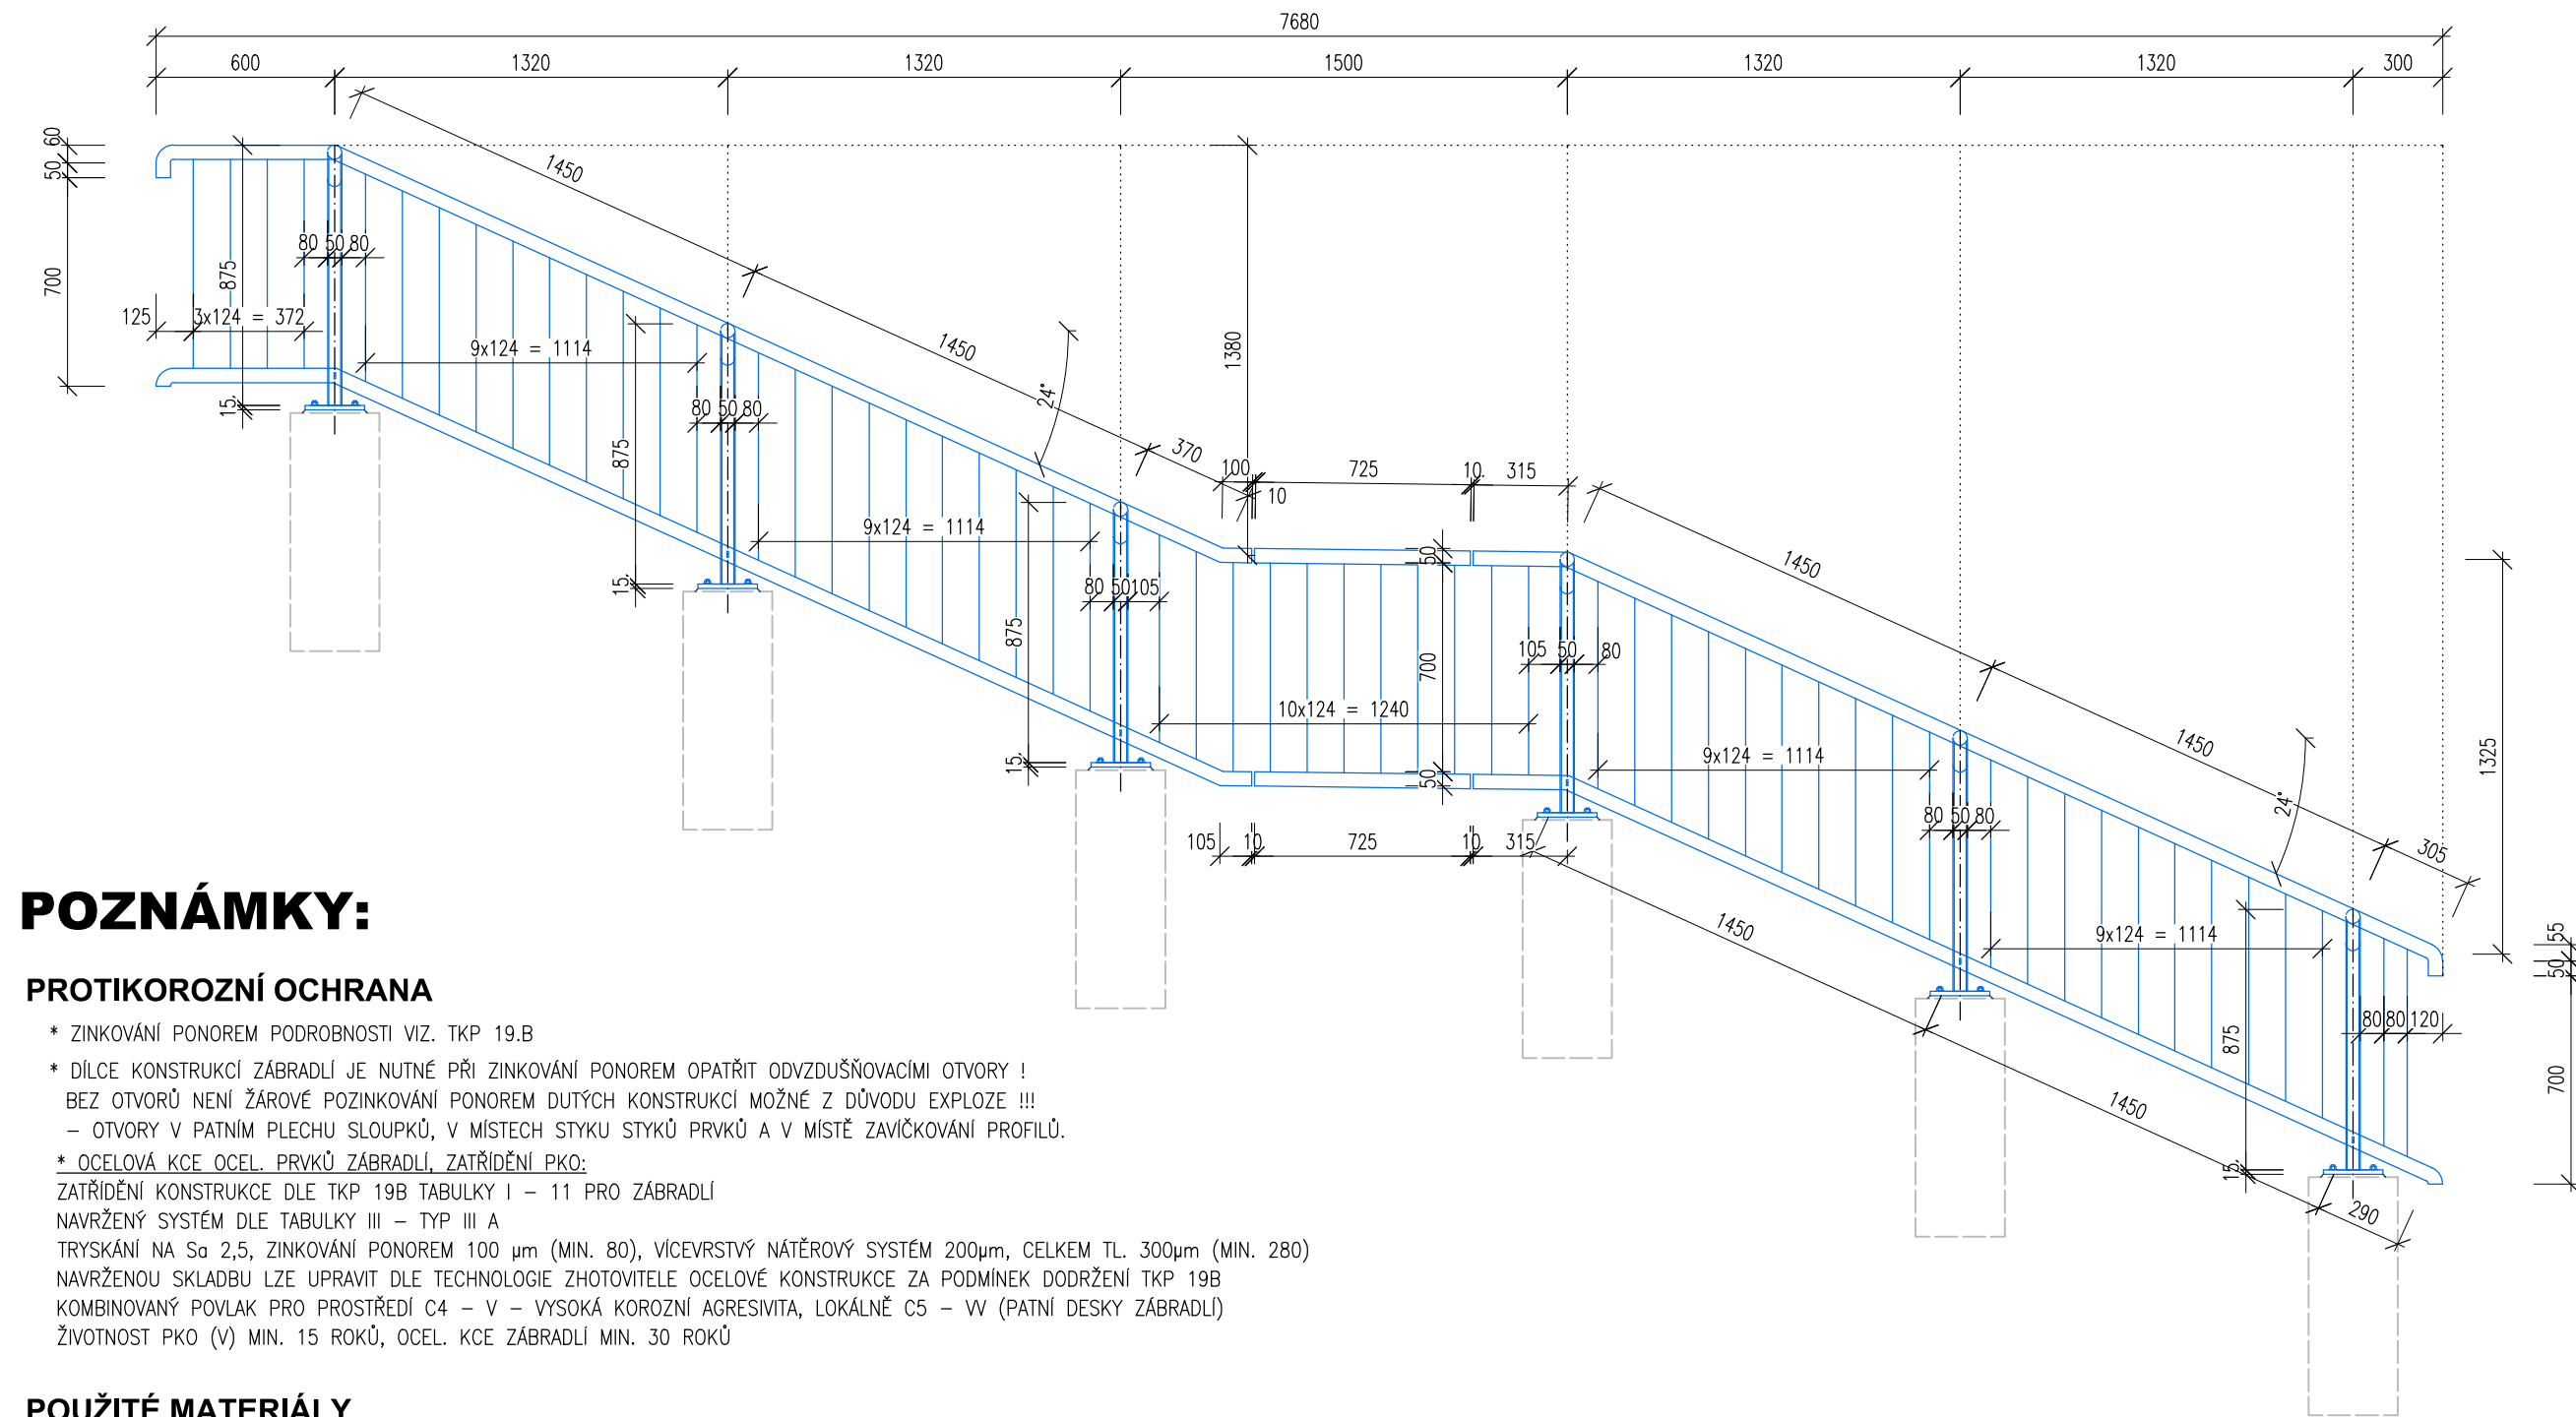 7680
600 1320 1320 1500 1320 1320 300
60
50
700
875
15
125
3x124 = 372
80 50 80
1450
9x124 = 1114
875
15
80 50 80
1450
24°
9x124 = 1114
1380
370
100
10
725
10
315
875
15
80 50 105
50
700
50
10x124 = 1240
105 50 80
105 10 725 10 315
1450
9x124 = 1114
1450
80 50 80
1450
24°
1325
305
9x124 = 1114
55
50
700
875
15
80 80 120
1450
290
POZNÁMKY:
PROTIKOROZNÍ OCHRANA
* ZINKOVÁNÍ PONOREM PODROBNOSTI VIZ. TKP 19.B
* DÍLCE KONSTRUKCÍ ZÁBRADLÍ JE NUTNÉ PŘI ZINKOVÁNÍ PONOREM OPATŘIT ODVZDUŠŇOVACÍMI OTVORY !
BEZ OTVORŮ NENÍ ŽÁROVÉ POZINKOVÁNÍ PONOREM DUTÝCH KONSTRUKCÍ MOŽNÉ Z DŮVODU EXPLOZE !!!
– OTVORY V PATNÍM PLECHU SLOUPKŮ, V MÍSTECH STYKU STYKŮ PRVKŮ A V MÍSTĚ ZAVÍČKOVÁNÍ PROFILŮ.
* OCELOVÁ KCE OCEL. PRVKŮ ZÁBRADLÍ, ZATŘÍDĚNÍ PKO:
ZATŘÍDĚNÍ KONSTRUKCE DLE TKP 19B TABULKY I – 11 PRO ZÁBRADLÍ
NAVRŽENÝ SYSTÉM DLE TABULKY III – TYP III A
TRYSKÁNÍ NA Sa 2,5, ZINKOVÁNÍ PONOREM 100 µm (MIN. 80), VÍCEVRSTVÝ NÁTĚROVÝ SYSTÉM 200µm, CELKEM TL. 300µm (MIN. 280)
NAVRŽENOU SKLADBU LZE UPRAVIT DLE TECHNOLOGIE ZHOTOVITELE OCELOVÉ KONSTRUKCE ZA PODMÍNEK DODRŽENÍ TKP 19B
KOMBINOVANÝ POVLAK PRO PROSTŘEDÍ C4 – V – VYSOKÁ KOROZNÍ AGRESIVITA, LOKÁLNĚ C5 – VV (PATNÍ DESKY ZÁBRADLÍ)
ŽIVOTNOST PKO (V) MIN. 15 ROKŮ, OCEL. KCE ZÁBRADLÍ MIN. 30 ROKŮ
POUŽITÉ MATERIÁLY